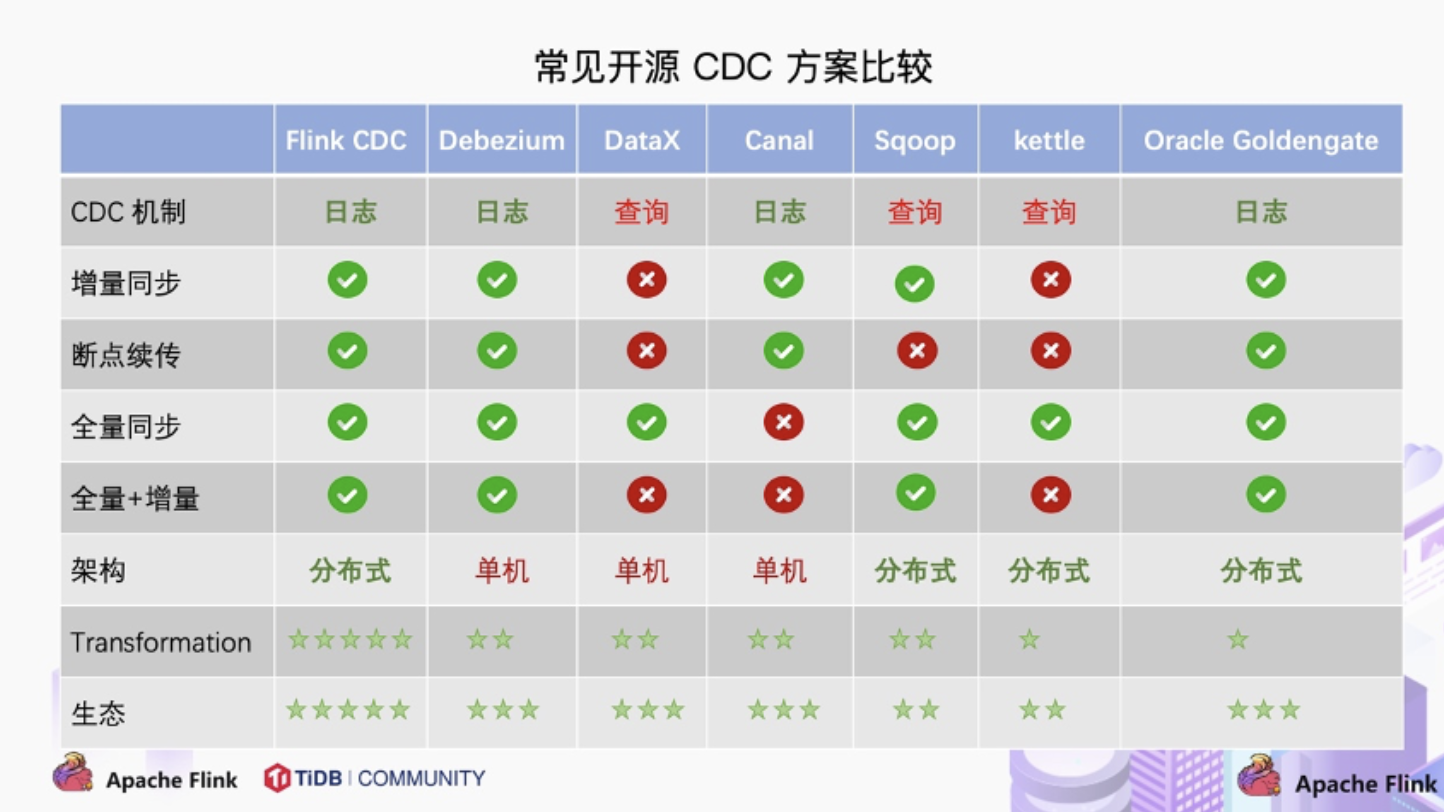 常见开源 CDC 方案比较
Flink CDC Debezium DataX Canal Sqoop kettle Oracle Goldengate
CDC 机制 日志 日志 查询 日志 查询 查询 日志
增量同步
断点续传
全量同步
全量+增量
架构 分布式 单机 单机 单机 分布式 分布式 分布式
Transformation
生态
Apache Flink TiDB | COMMUNITY Apache Flink